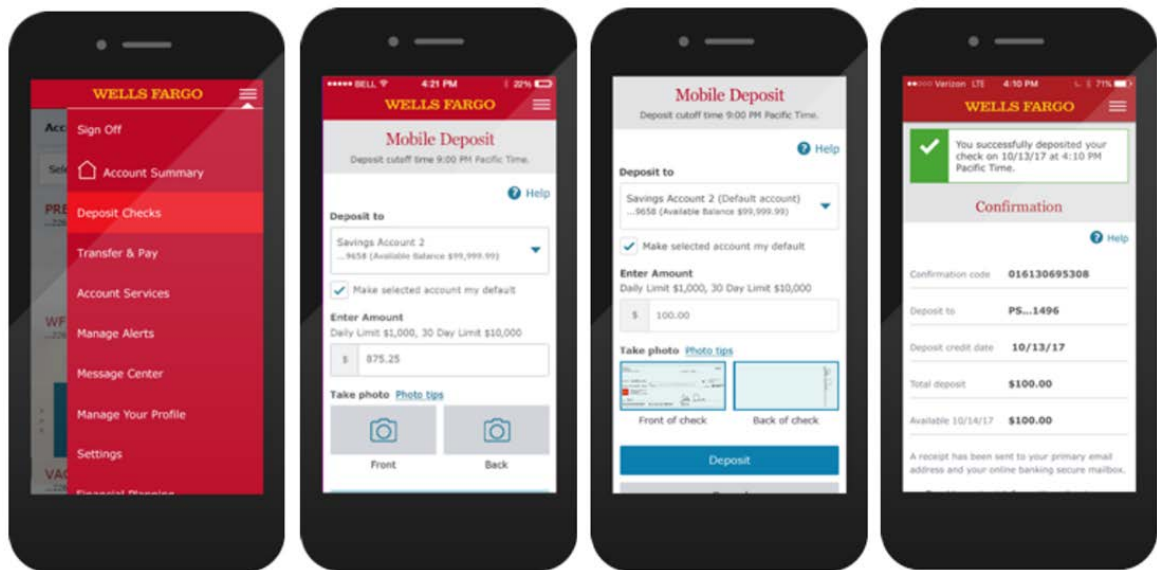 WELLS FARGO
Sign Off
Account Summary
Deposit Checks
Transfer & Pay
Account Services
Manage Alerts
Message Center
Manage Your Profile
Settings
Financial Planning
BELL 4:21 PM 22%
WELLS FARGO
Mobile Deposit
Deposit cutoff time 9:00 PM Pacific Time.
Help
Deposit to
Savings Account 2
...9658 (Available Balance $99,999.99)
Make selected account my default
Enter Amount
Daily Limit $1,000, 30 Day Limit $10,000
$ 875.25
Take photo Photo tips
Front Back
Mobile Deposit
Deposit cutoff time 9:00 PM Pacific Time.
Help
Deposit to
Savings Account 2 (Default account)
...9658 (Available Balance $99,999.99)
Make selected account my default
Enter Amount
Daily Limit $1,000, 30 Day Limit $10,000
$ 100.00
Take photo Photo tips
Front of check Back of check
Deposit
Verizon LTE 4:10 PM 71%
WELLS FARGO
You successfully deposited your
check on 10/13/17 at 4:10 PM
Pacific Time.
Confirmation
Help
Confirmation code 016130695308
Deposit to PS...1496
Deposit credit date 10/13/17
Total deposit $100.00
Available 10/14/17 $100.00
A receipt has been sent to your primary email
address and your online banking secure mailbox.